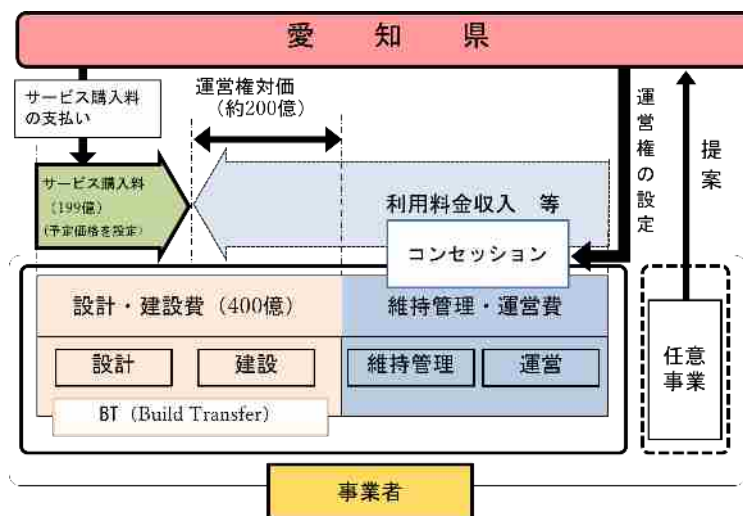 愛知県
サービス購入料
の支払い
運営権対価
（約200億）
運営権の設定
提案
サービス購入料
（199億）
（予定価格を設定）
利用料金収入 等
コンセッション
設計・建設費（400億）
維持管理・運営費
設計
建設
維持管理
運営
BT（Build Transfer）
任意
事業
事業者